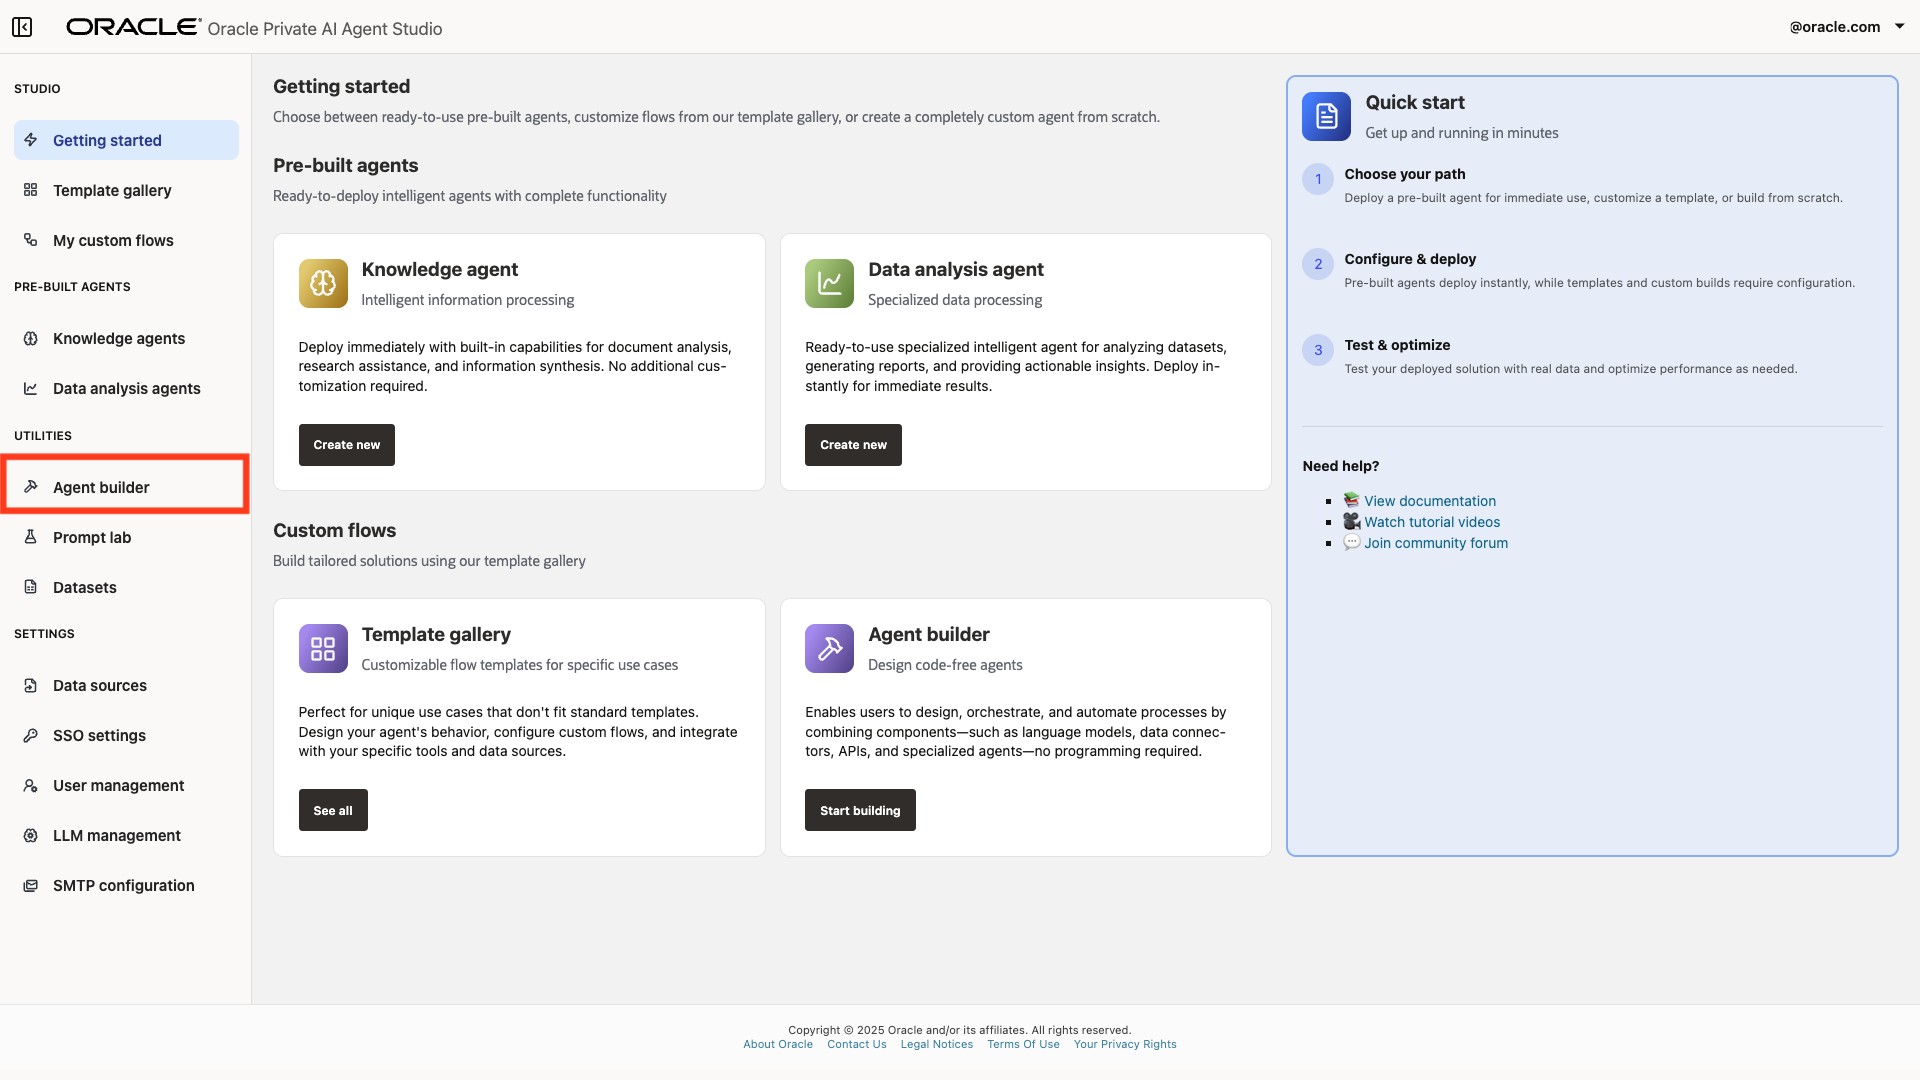 ORACLE Oracle Private AI Agent Studio
@oracle.com
STUDIO
Getting started
Template gallery
My custom flows
PRE-BUILT AGENTS
Knowledge agents
Data analysis agents
UTILITIES
Agent builder
Prompt lab
Datasets
SETTINGS
Data sources
SSO settings
User management
LLM management
SMTP configuration
Getting started
Choose between ready-to-use pre-built agents, customize flows from our template gallery, or create a completely custom agent from scratch.
Pre-built agents
Ready-to-deploy intelligent agents with complete functionality
Knowledge agent
Intelligent information processing
Deploy immediately with built-in capabilities for document analysis,
research assistance, and information synthesis. No additional cus-
tomization required.
Create new
Data analysis agent
Specialized data processing
Ready-to-use specialized intelligent agent for analyzing datasets,
generating reports, and providing actionable insights. Deploy in-
stantly for immediate results.
Create new
Custom flows
Build tailored solutions using our template gallery
Template gallery
Customizable flow templates for specific use cases
Perfect for unique use cases that don't fit standard templates.
Design your agent's behavior, configure custom flows, and integrate
with your specific tools and data sources.
See all
Agent builder
Design code-free agents
Enables users to design, orchestrate, and automate processes by
combining components—such as language models, data connec-
tors, APIs, and specialized agents—no programming required.
Start building
Quick start
Get up and running in minutes
1
Choose your path
Deploy a pre-built agent for immediate use, customize a template, or build from scratch.
2
Configure & deploy
Pre-built agents deploy instantly, while templates and custom builds require configuration.
3
Test & optimize
Test your deployed solution with real data and optimize performance as needed.
Need help?
View documentation
Watch tutorial videos
Join community forum
Copyright © 2025 Oracle and/or its affiliates. All rights reserved.
About Oracle Contact Us Legal Notices Terms Of Use Your Privacy Rights